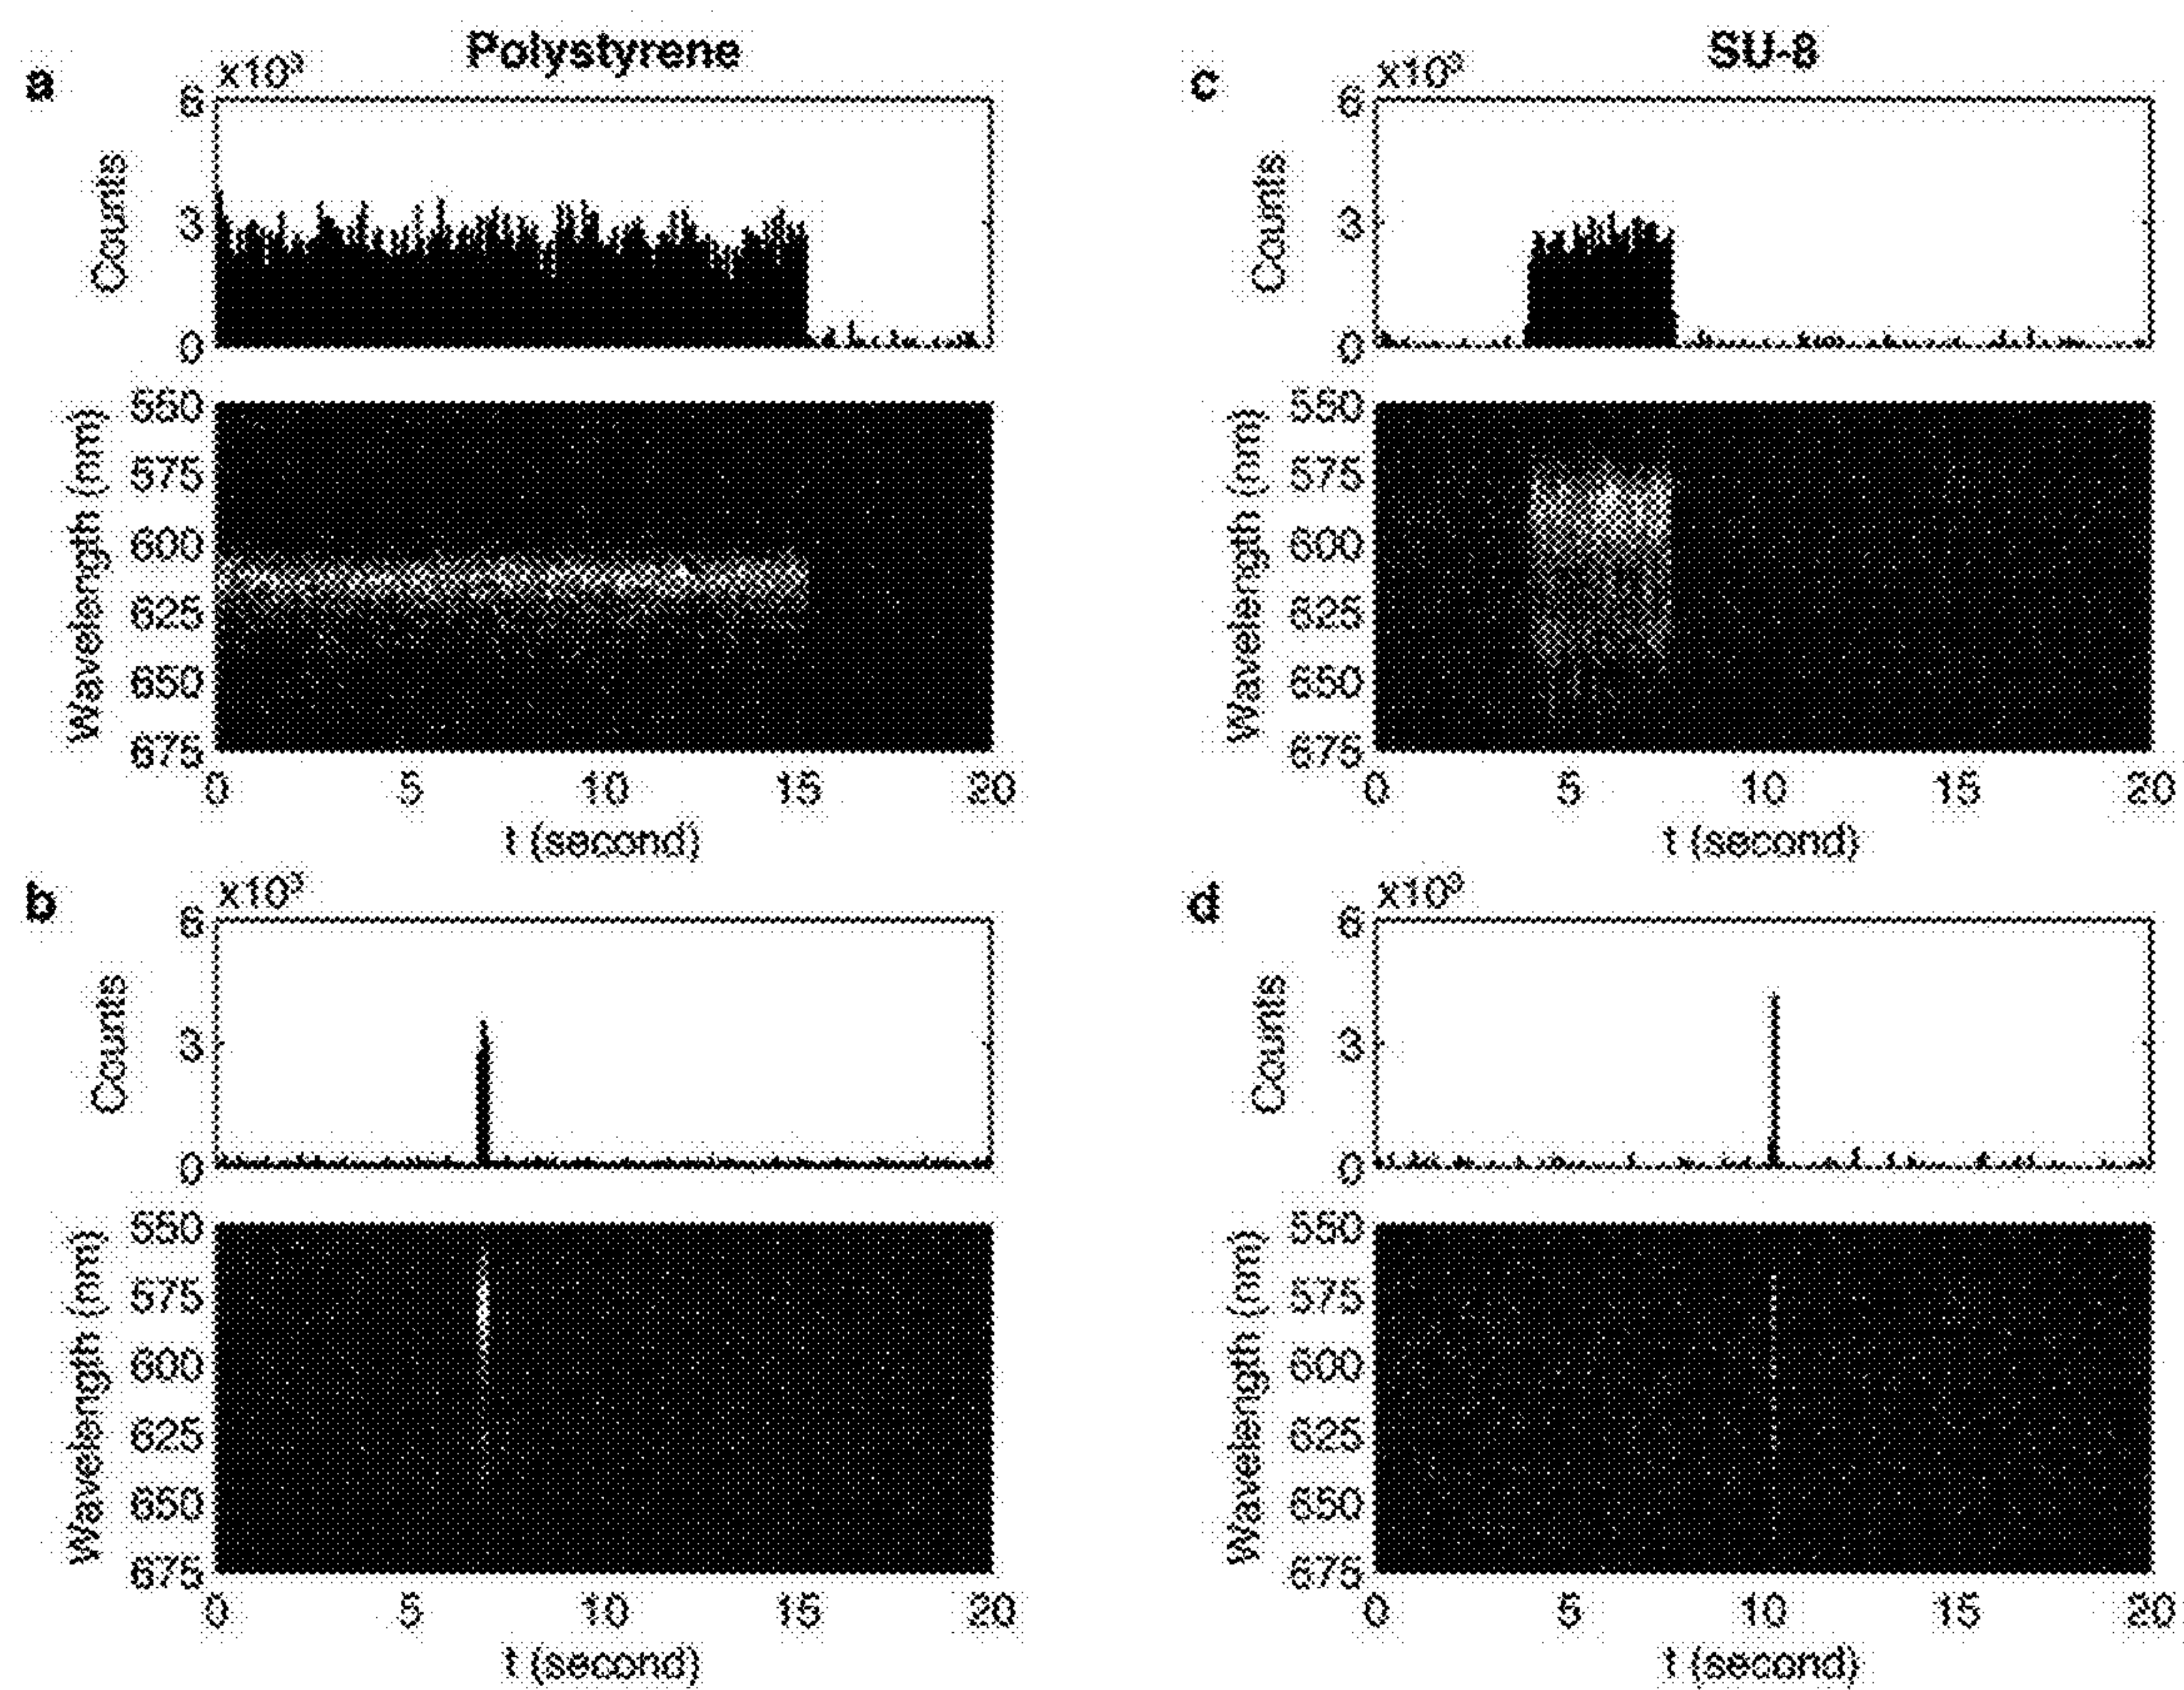 Polystyrene
SU-8
a
x10³
6
3
0
Counts
550
575
600
625
650
675
Wavelength (nm)
0 5 10 15 20
t (second)
c
x10³
6
3
0
Counts
550
575
600
625
650
675
Wavelength (nm)
0 5 10 15 20
t (second)
b
x10³
6
3
0
Counts
550
575
600
625
650
675
Wavelength (nm)
0 5 10 15 20
t (second)
d
x10³
6
3
0
Counts
550
575
600
625
650
675
Wavelength (nm)
0 5 10 15 20
t (second)